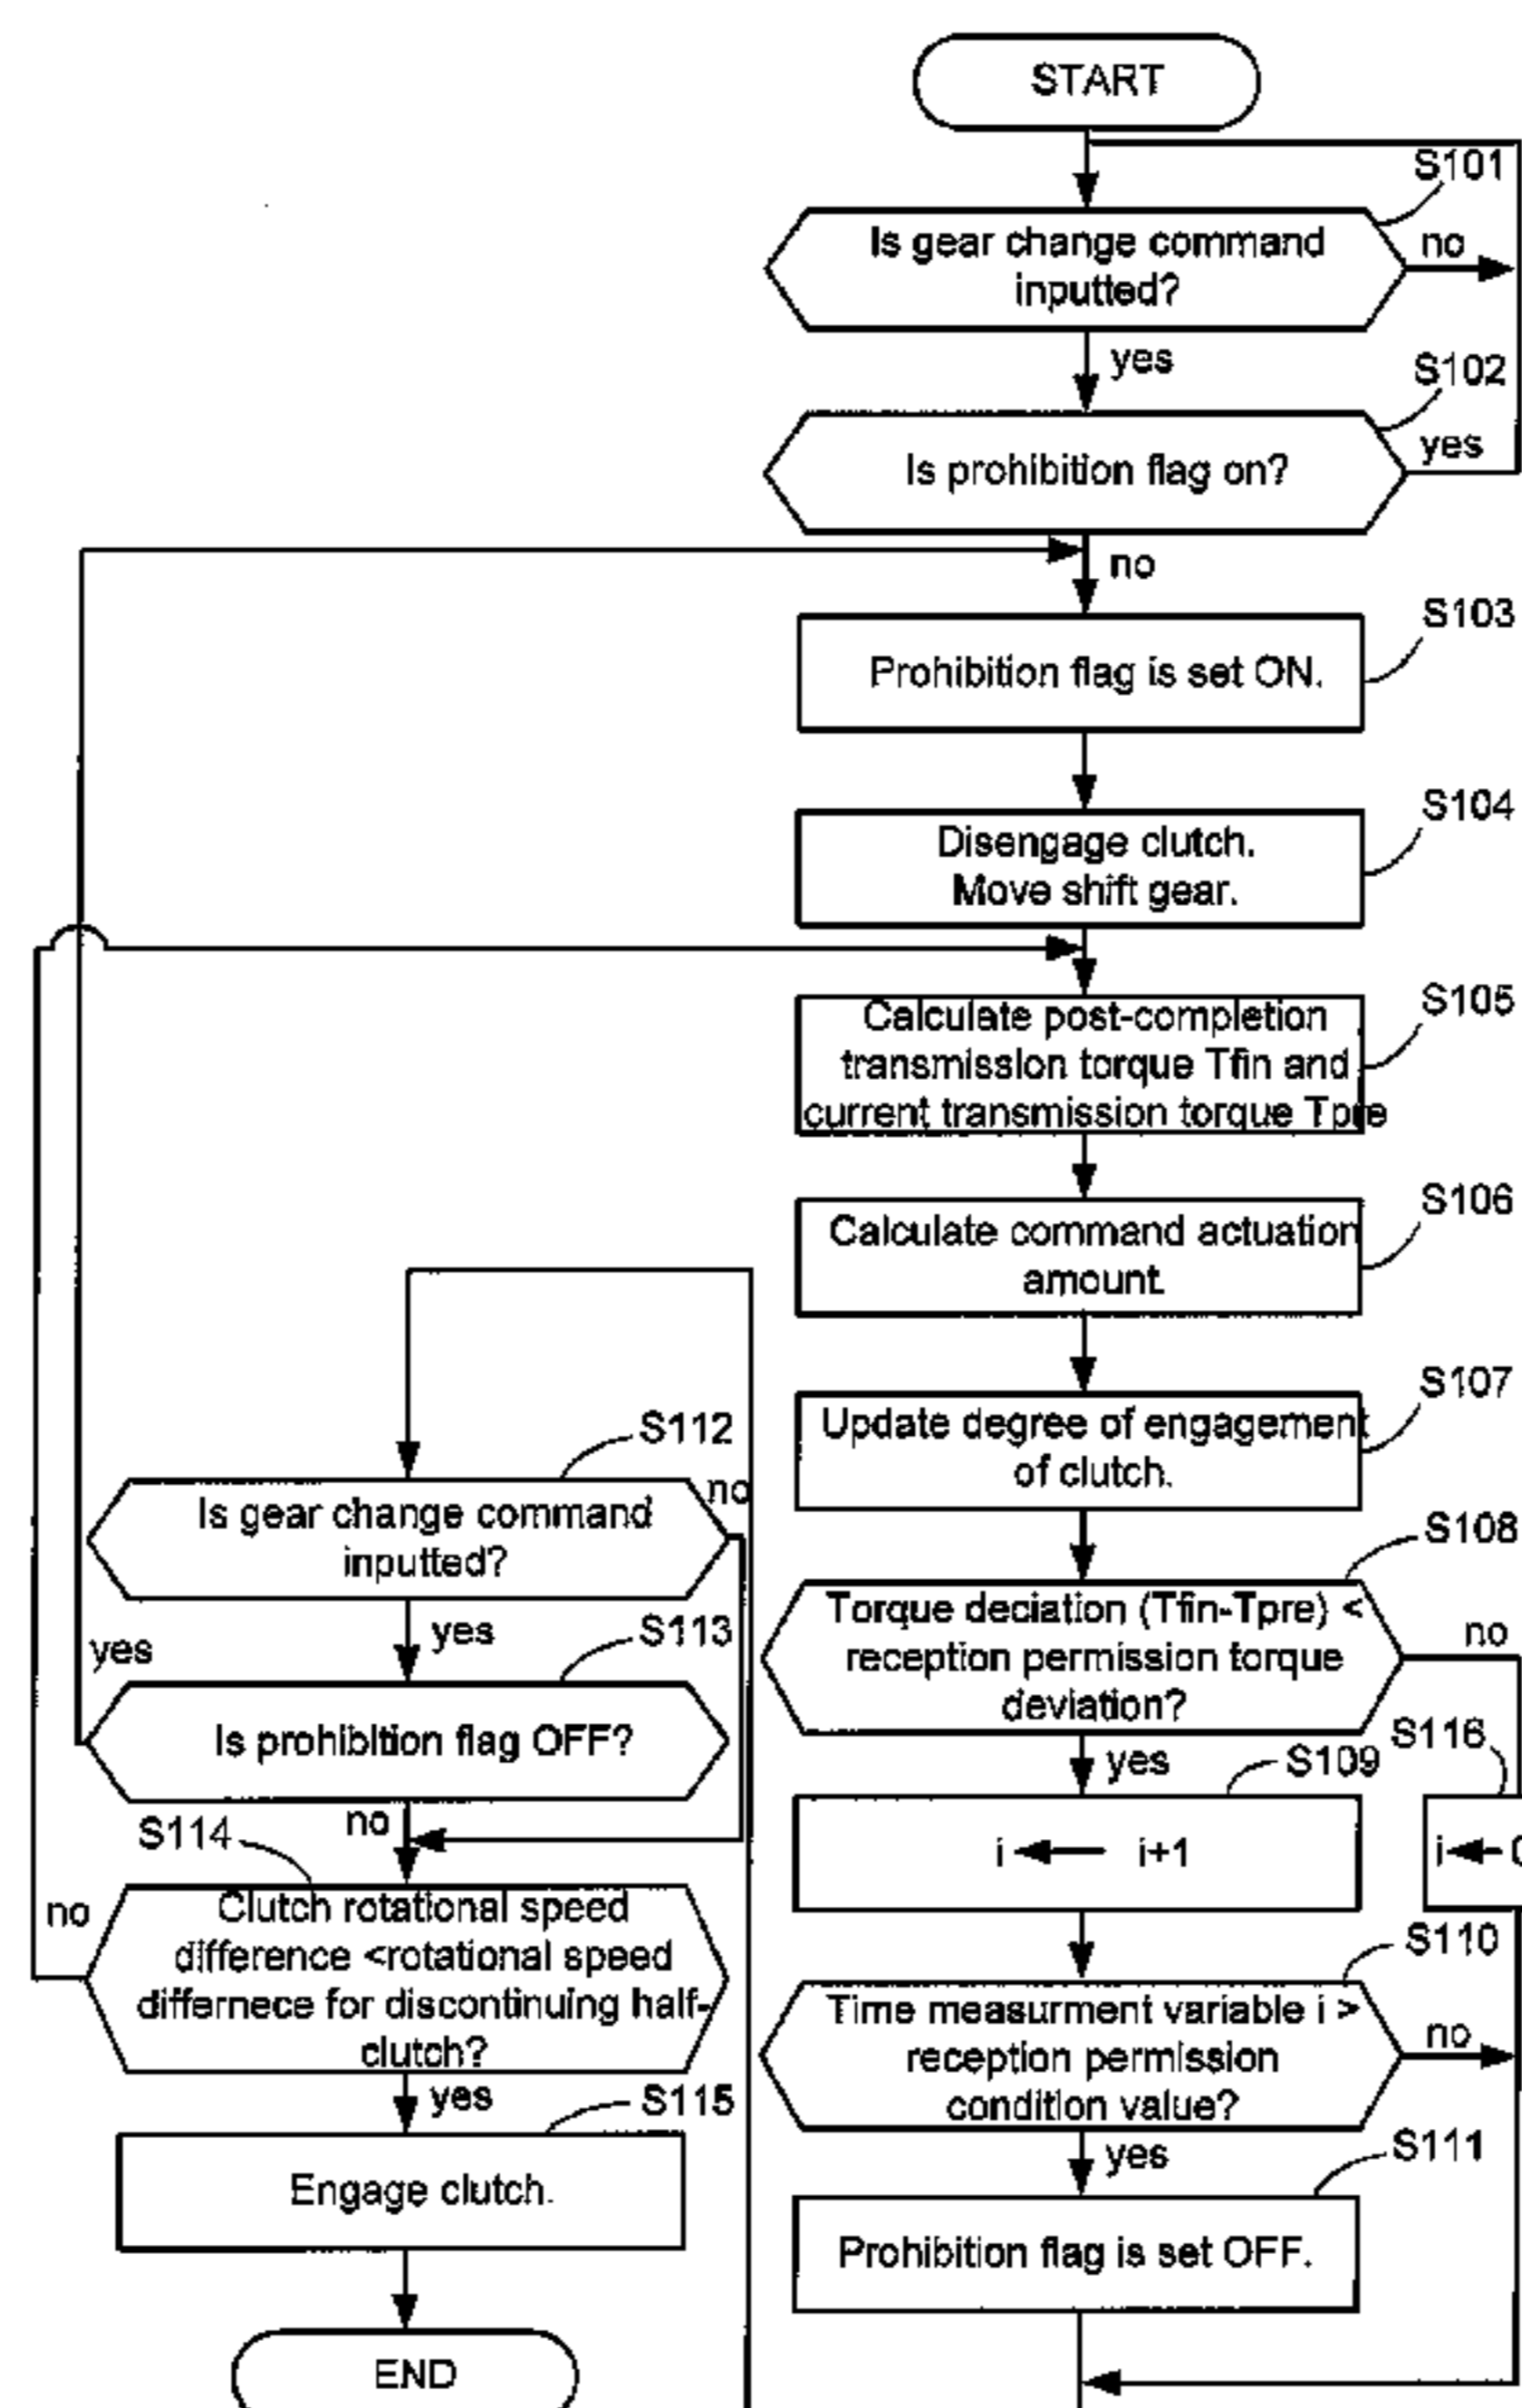 START
S101
Is gear change command
inputted?
no
yes
S102
Is prohibition flag on?
yes
no
S103
Prohibition flag is set ON.
S104
Disengage clutch.
Move shift gear.
S105
Calculate post-completion
transmission torque Tfin and
current transmission torque Tpre
S106
Calculate command actuation
amount.
S107
Update degree of engagement
of clutch.
S108
Torque deciation (Tfin-Tpre) <
reception permission torque
deviation?
no
yes
S109
i ← i+1
S116
i ←
S110
Time measurment variable i >
reception permission
condition value?
no
yes
S111
Prohibition flag is set OFF.
S112
Is gear change command
inputted?
no
yes
S113
Is prohibition flag OFF?
yes
no
S114
Clutch rotational speed
difference <rotational speed
differnece for discontinuing half-
clutch?
no
yes
S115
Engage clutch.
END